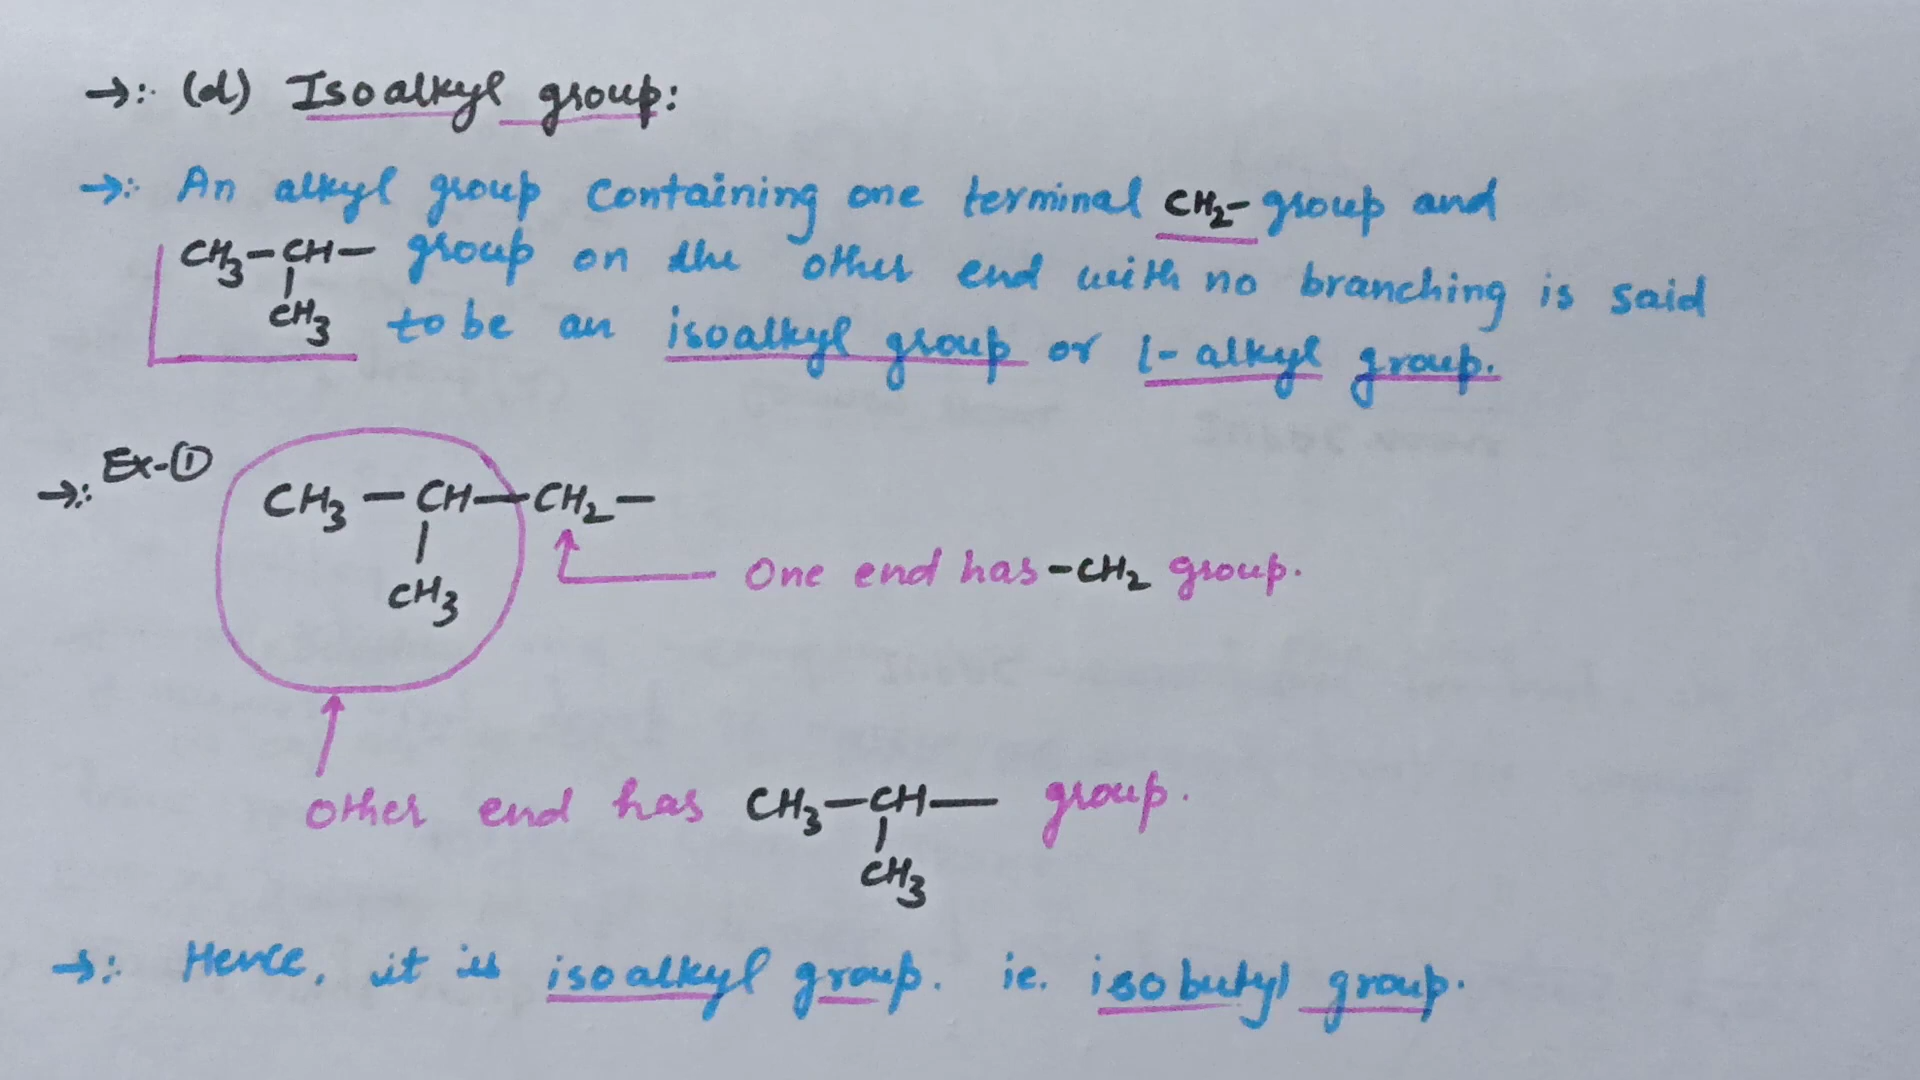 →:· (d) Isoalkyl group:
→:· An alkyl group containing one terminal CH₂- group and
CH₃-CH- group on the other end with no branching is said
|
CH₃ to be an isoalkyl group or i-alkyl group.
→:· Ex-①
CH₃-CH-CH₂-
|
CH₃
One end has -CH₂ group.
other end has CH₃-CH- group.
|
CH₃
→:· Hence, it is isoalkyl group. ie. isobutyl group.